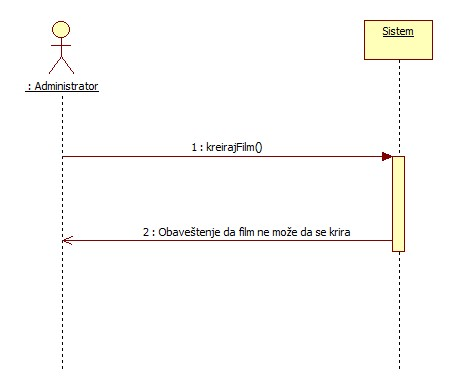 Sistem
: Administrator
1 : kreirajFilm()
2 : Obaveštenje da film ne može da se krira